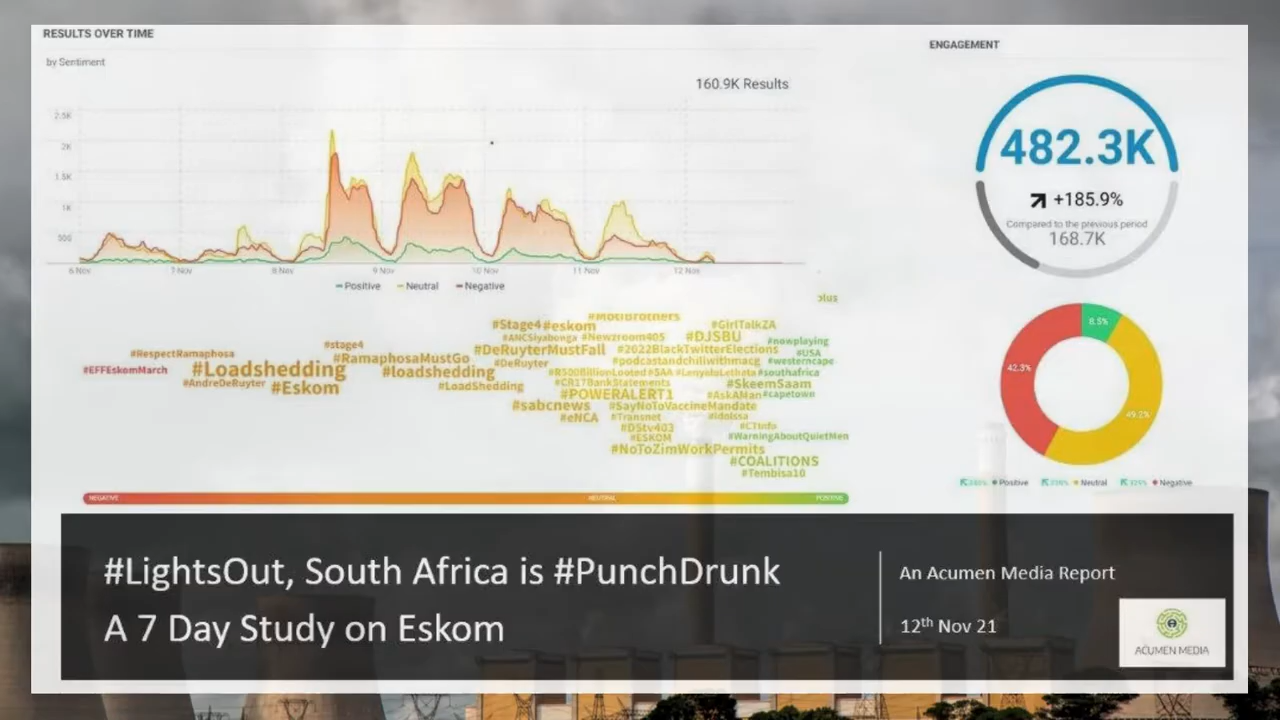 RESULTS OVER TIME
by Sentiment
160.9K Results
2.5K
2K
1.5K
1K
500
6 Nov
7 Nov
8 Nov
9 Nov
10 Nov
11 Nov
12 Nov
Positive
Neutral
Negative
ENGAGEMENT
482.3K
+185.9%
Compared to the previous period
168.7K
#MotiBrothers
#Stage4 #eskom
#GirlTalkZA
#ANCSiyabonga #Newzroom405
#DJSBU
#stage4
#DeRuyterMustFall #2022BlackTwitterElections
#nowplaying
#USA
#RespectRamaphosa
#RamaphosaMustGo
#DeRuyter
#podcastandchillwithmacg
#westerncape
#EFFEskomMarch
#Loadshedding
#loadshedding
#R500BillionLooted #SAA #LenyaloLethata #southafrica
#AndreDeRuyter
#Eskom
#LoadShedding
#CR17BankStatements
#SkeemSaam
#POWERALERT1
#AskAMan #capetown
#sabcnews
#SayNoToVaccineMandate
#eNCA
#Transnet
#IdolsSA
#DStv403
#CTInfo
#ESKOM
#WarningAboutQuietMen
#NoToZimWorkPermits
#COALITIONS
#Tembisa10
NEGATIVE
NEUTRAL
POSITIVE
8.5%
42.3%
49.2%
Positive
Neutral
Negative
#LightsOut, South Africa is #PunchDrunk
A 7 Day Study on Eskom
An Acumen Media Report
12th Nov 21
ACUMEN MEDIA